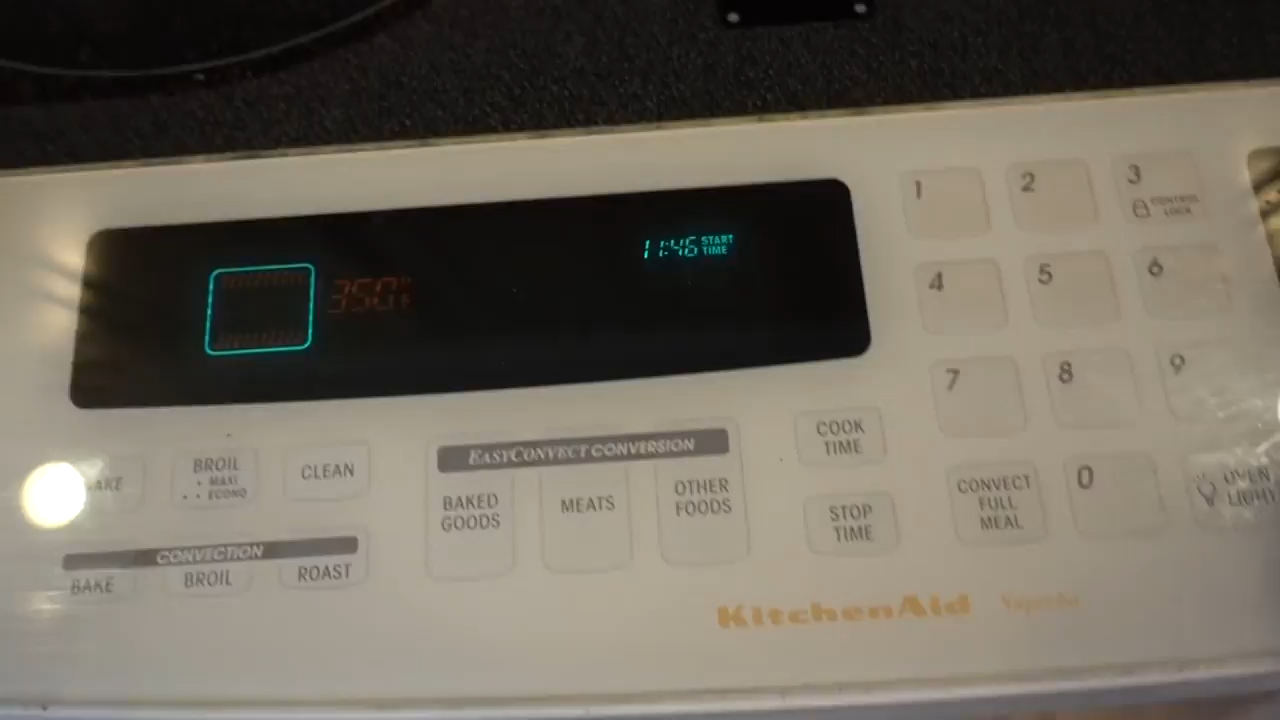 11:46 START TIME
350°F
1
2
3
CONTROL LOCK
4
5
6
7
8
9
0
BROIL
• MAXI
• • ECONO
CLEAN
CONVECTION
BAKE
BROIL
ROAST
EASYCONVECT CONVERSION
BAKED
GOODS
MEATS
OTHER
FOODS
COOK
TIME
STOP
TIME
CONVECT
FULL
MEAL
OVEN
LIGHT
KitchenAid